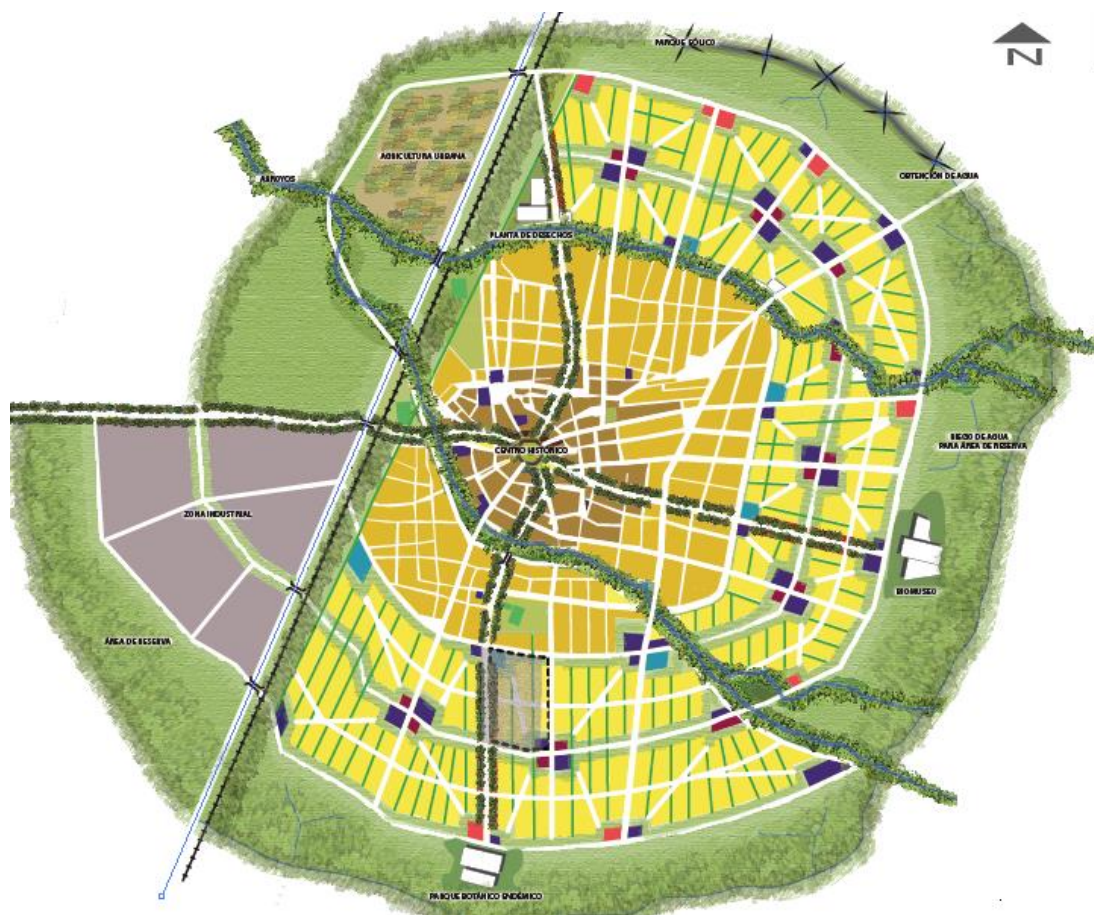 PARQUE EÓLICO
N
AGRICULTURA URBANA
ARROYOS
OBTENCIÓN DE AGUA
PLANTA DE DESECHOS
RIEGO DE AGUA
PARA ÁREA DE RESERVA
CENTRO HISTÓRICO
ZONA INDUSTRIAL
BIOMUSEO
ÁREA DE RESERVA
PARQUE BOTÁNICO ENDÉMICO